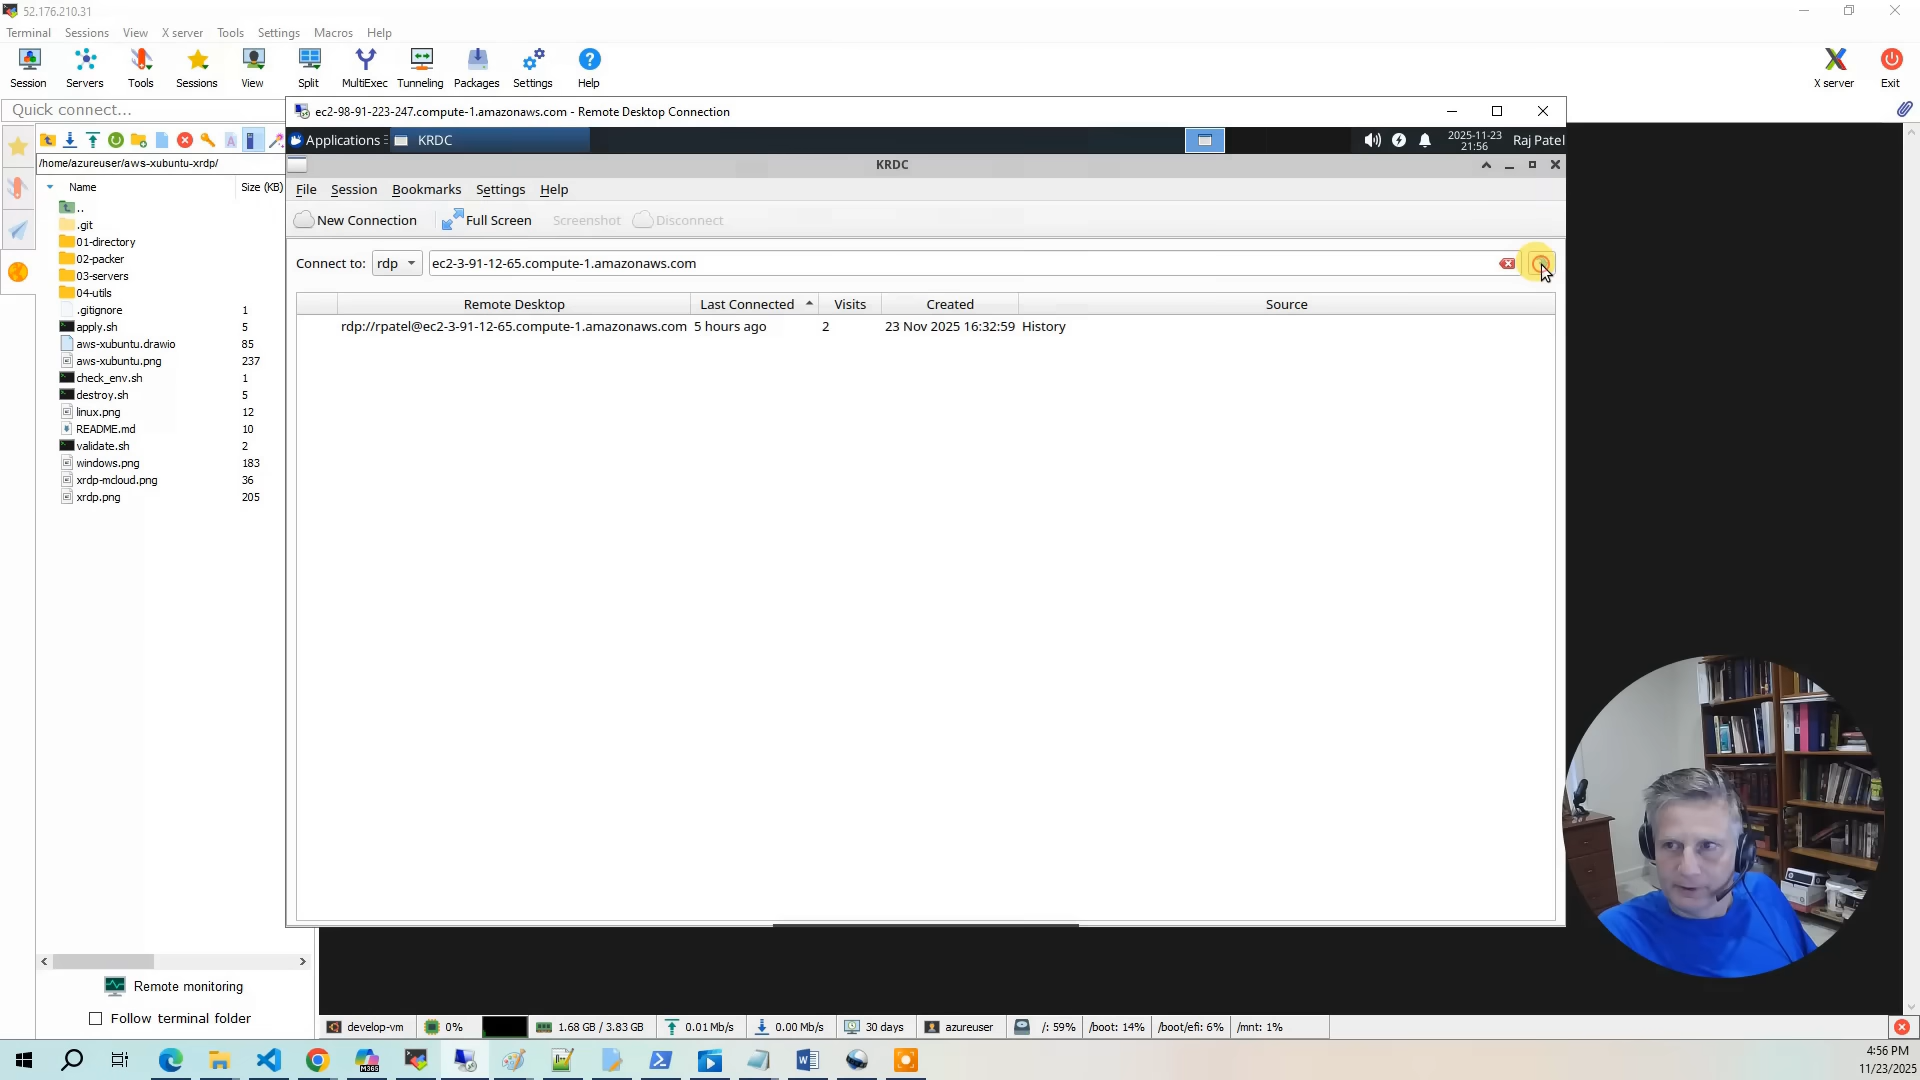 52.176.210.31
Terminal Sessions View X server Tools Settings Macros Help
Session Servers Tools Sessions View Split MultiExec Tunneling Packages Settings Help X server Exit
Quick connect...
ec2-98-91-223-247.compute-1.amazonaws.com - Remote Desktop Connection
Applications KRDC 2025-11-23 21:56 Raj Patel
KRDC
File Session Bookmarks Settings Help
New Connection Full Screen Screenshot Disconnect
Connect to: rdp ec2-3-91-12-65.compute-1.amazonaws.com
Remote Desktop Last Connected Visits Created Source
rdp://rpatel@ec2-3-91-12-65.compute-1.amazonaws.com 5 hours ago 2 23 Nov 2025 16:32:59 History
/home/azureuser/aws-xubuntu-xrdp/
Name Size (KB)
..
.git
01-directory
02-packer
03-servers
04-utils
.gitignore 1
apply.sh 5
aws-xubuntu.drawio 85
aws-xubuntu.png 237
check_env.sh 1
destroy.sh 5
linux.png 12
README.md 10
validate.sh 2
windows.png 183
xrdp-mcloud.png 36
xrdp.png 205
Remote monitoring
Follow terminal folder
develop-vm 0% 1.68 GB / 3.83 GB 0.01 Mb/s 0.00 Mb/s 30 days azureuser /: 59% /boot: 14% /boot/efi: 6% /mnt: 1%
M365
4:56 PM
11/23/2025